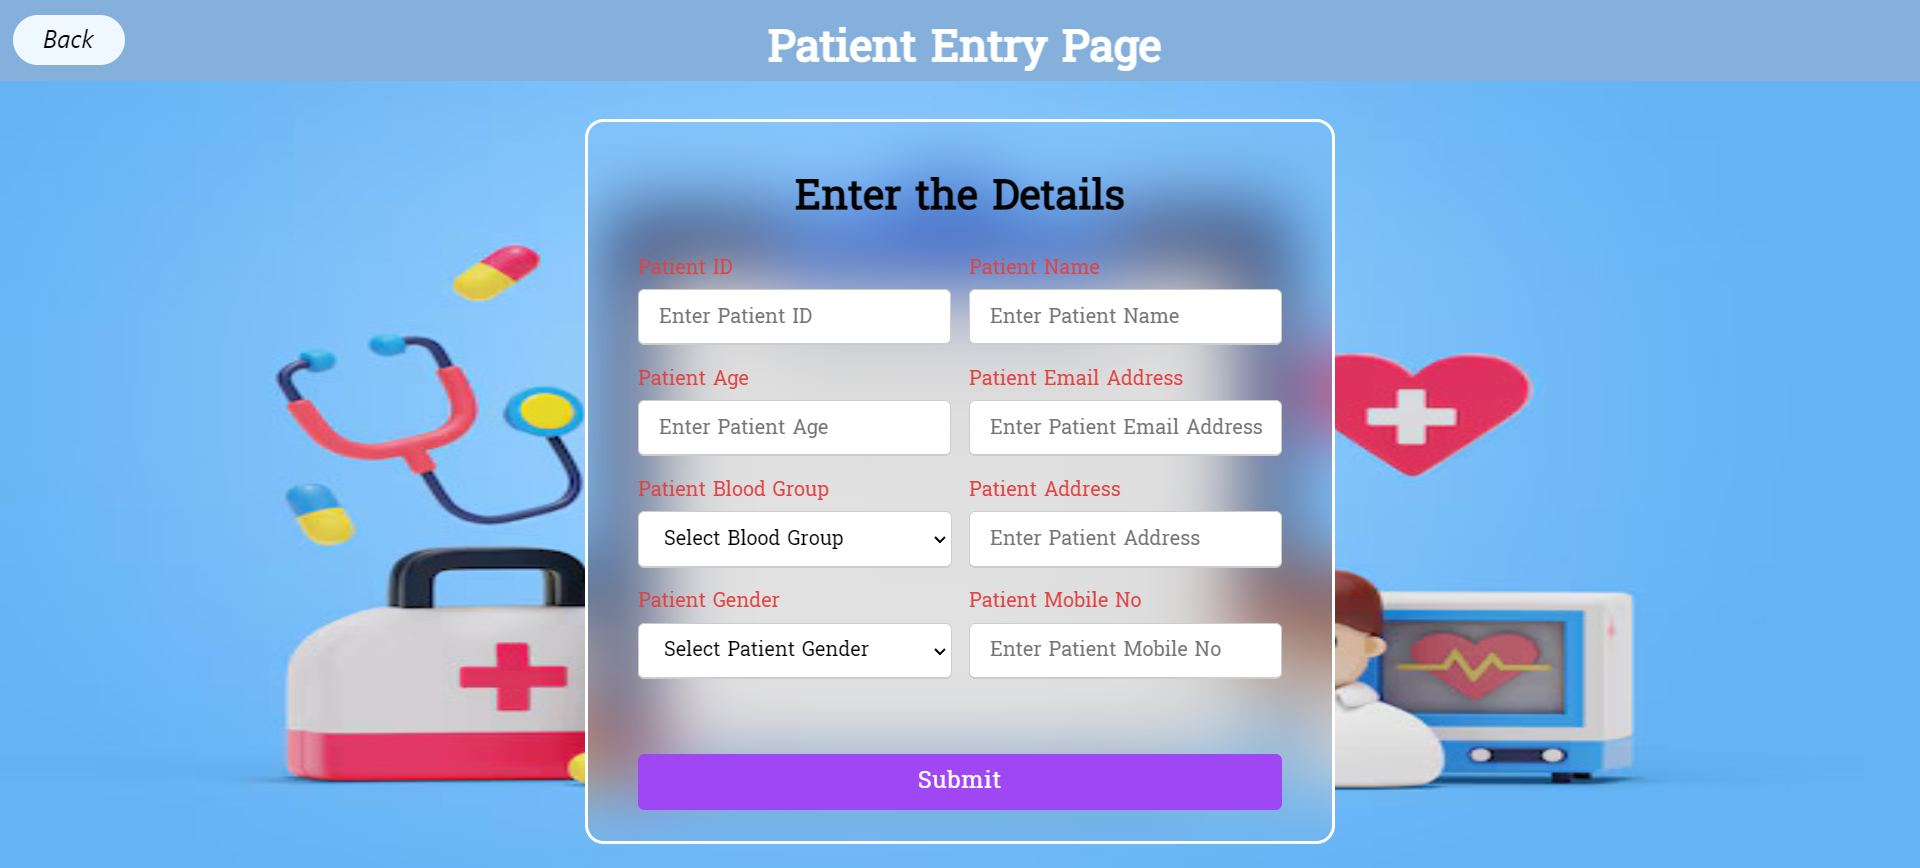 Back
Patient Entry Page
Enter the Details
Patient ID
Patient Name
Enter Patient ID
Enter Patient Name
Patient Age
Patient Email Address
Enter Patient Age
Enter Patient Email Address
Patient Blood Group
Patient Address
Select Blood Group
Enter Patient Address
Patient Gender
Patient Mobile No
Select Patient Gender
Enter Patient Mobile No
Submit